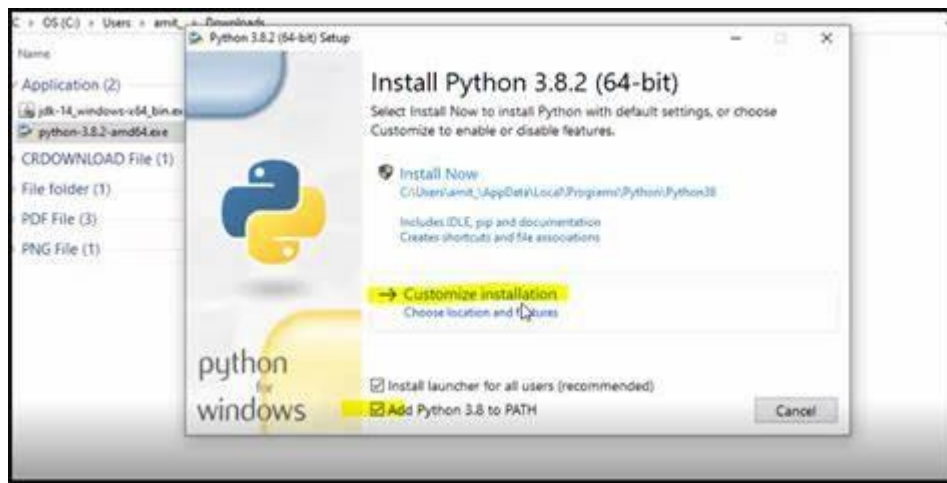 OS (C:) › Users › amit_ › Downloads
Name
Application (2)
jdk-14_windows-x64_bin.ex
python-3.8.2-amd64.exe
CRDOWNLOAD File (1)
File folder (1)
PDF File (3)
PNG File (1)
Python 3.8.2 (64-bit) Setup
Install Python 3.8.2 (64-bit)
Select Install Now to install Python with default settings, or choose
Customize to enable or disable features.
Install Now
C:\Users\amit_\AppData\Local\Programs\Python\Python38
Includes IDLE, pip and documentation
Creates shortcuts and file associations
→ Customize installation
Choose location and features
python
for
windows
Install launcher for all users (recommended)
Add Python 3.8 to PATH
Cancel